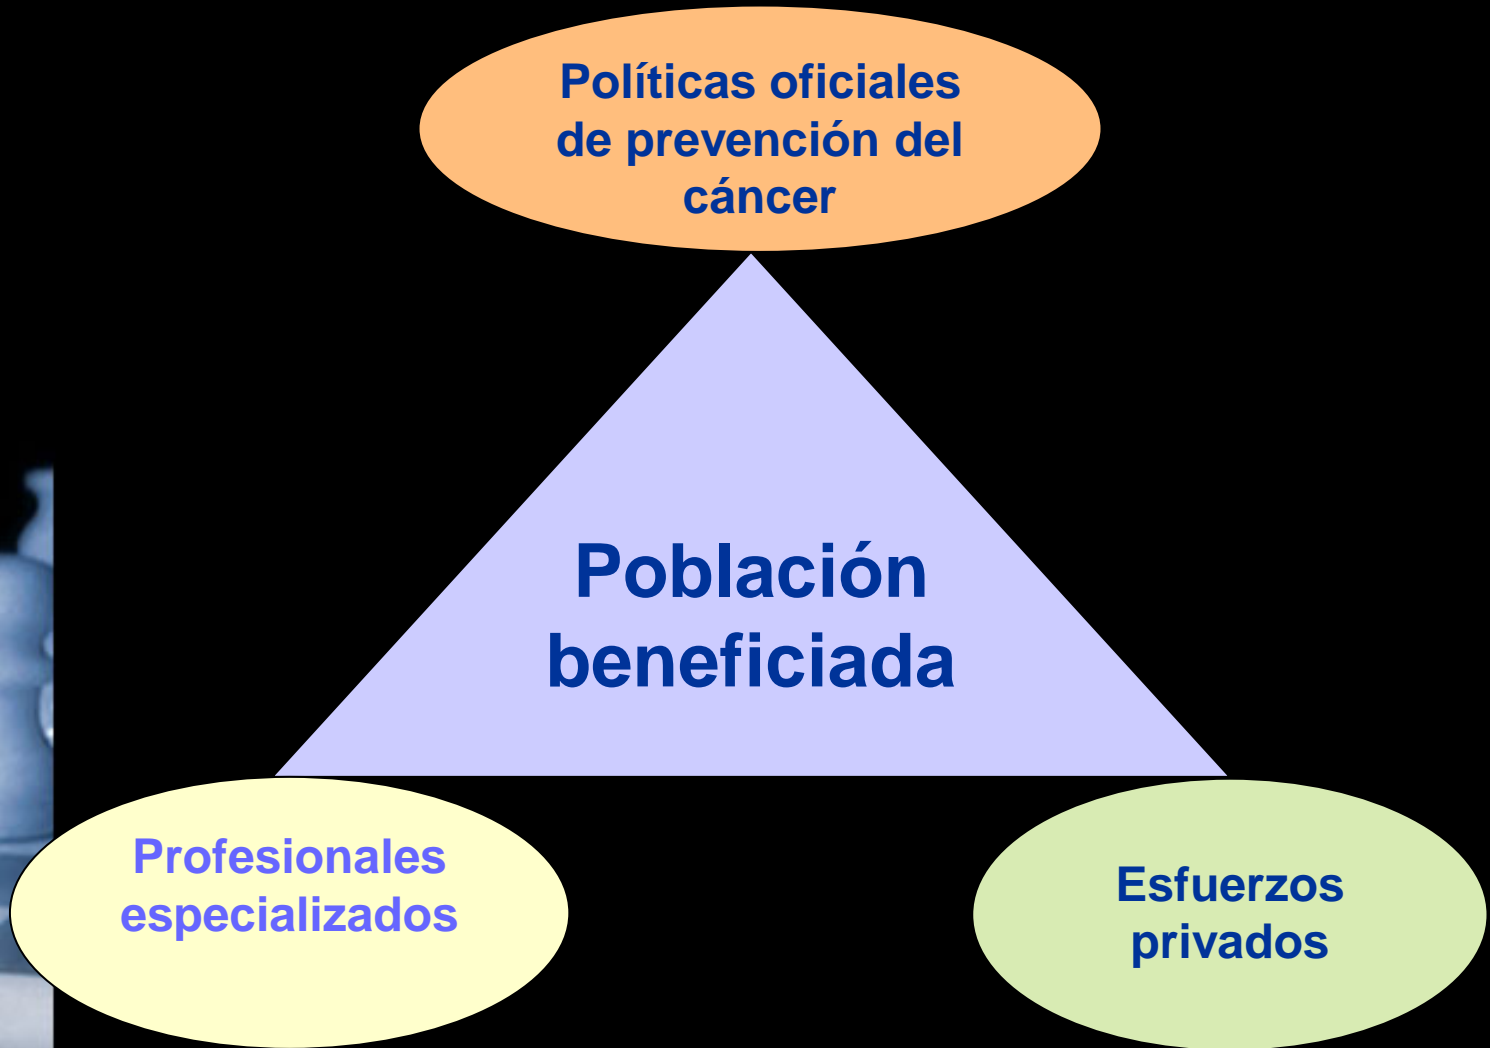 Políticas oficiales
de prevención del
cáncer
Población
beneficiada
Profesionales
especializados
Esfuerzos
privados